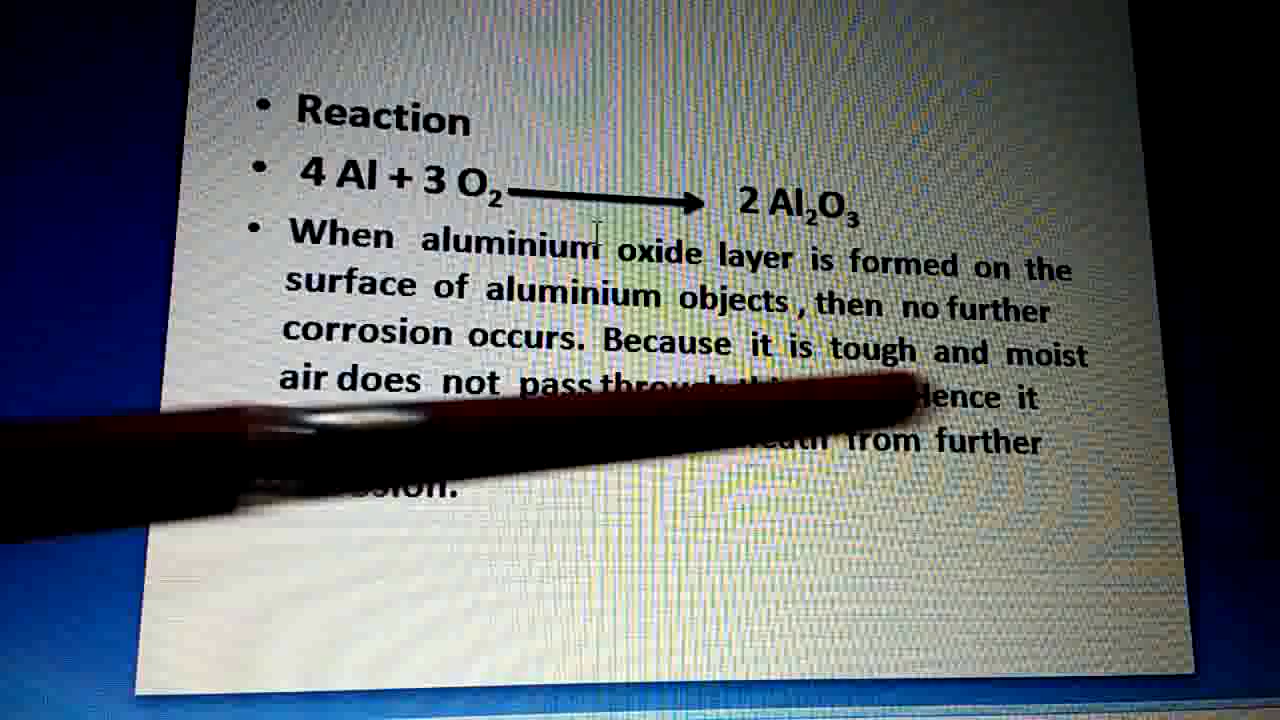 • Reaction
• 4 Al + 3 O₂ ⟶ 2 Al₂O₃
• When aluminium oxide layer is formed on the
surface of aluminium objects , then no further
corrosion occurs. Because it is tough and moist
air does not pass through Hence it
from further